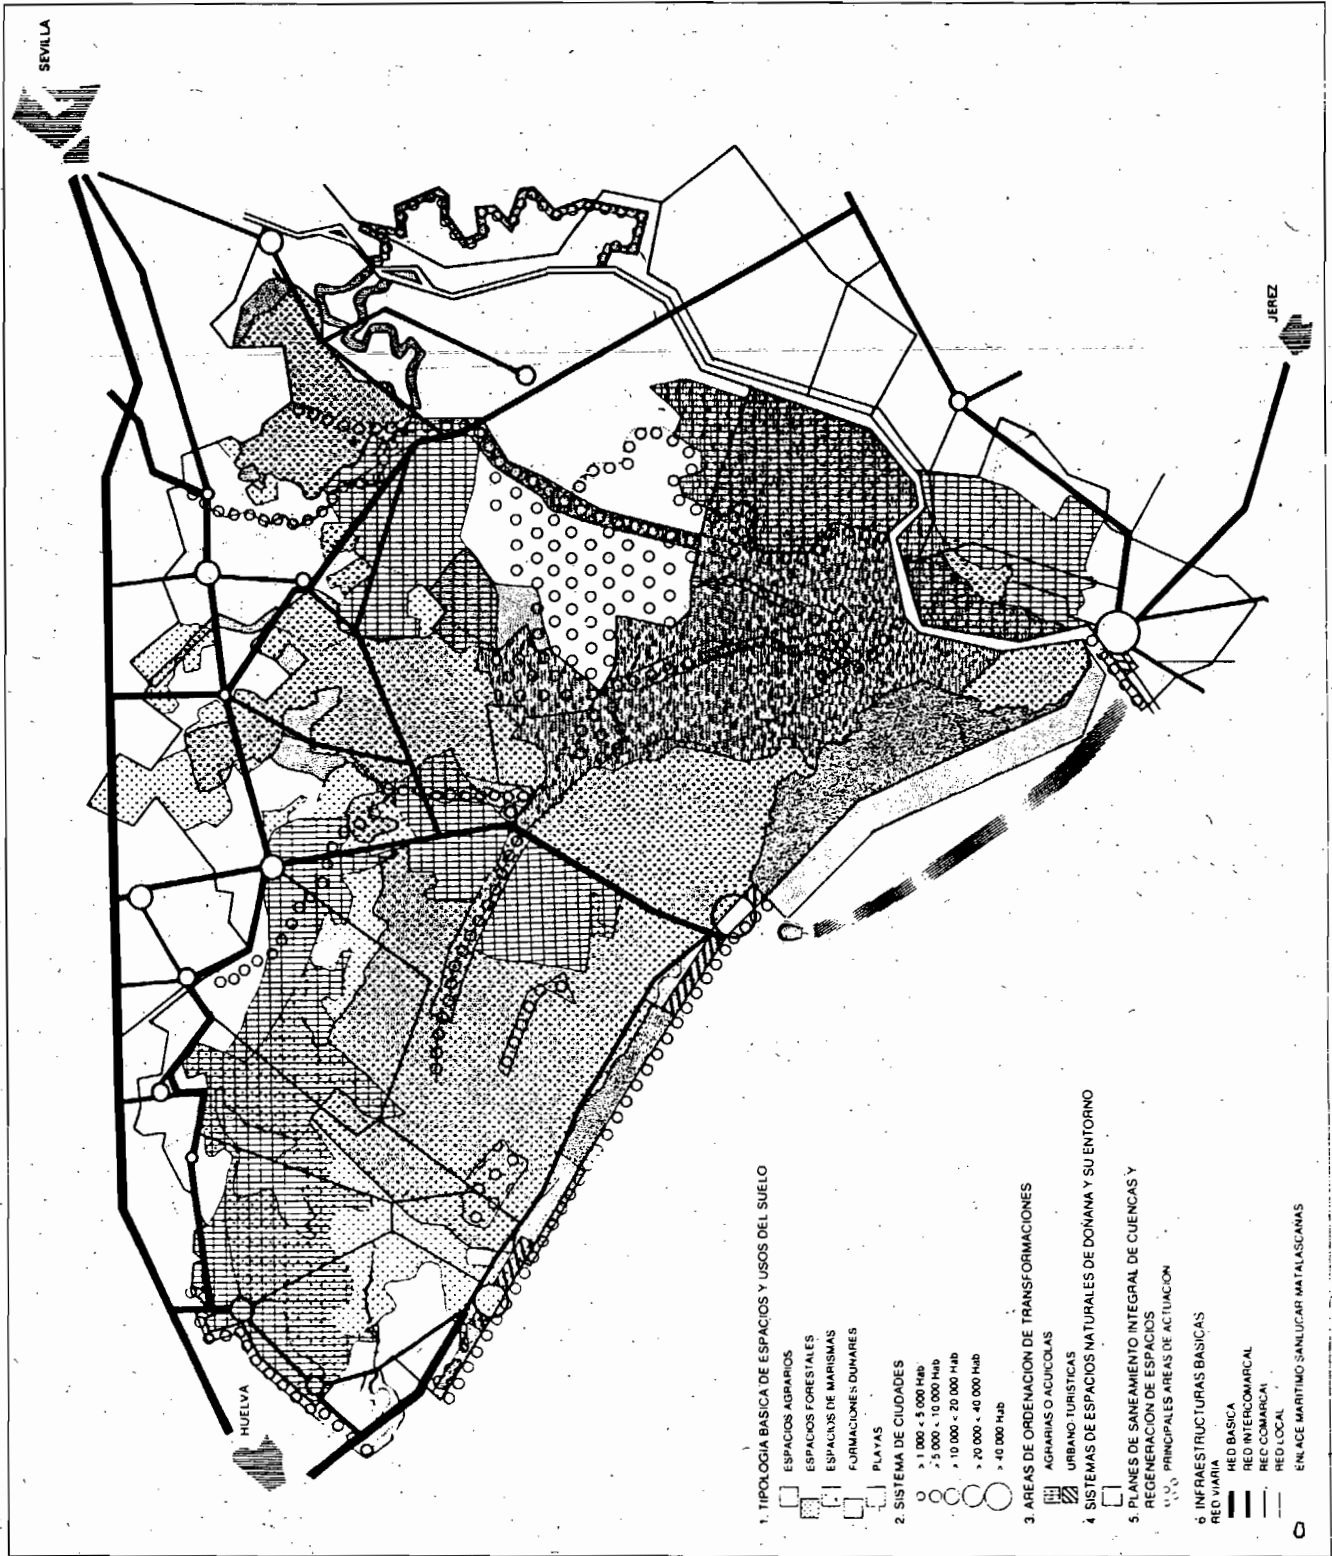 SEVILLA
HUELVA
JEREZ
1. TIPOLOGIA BASICA DE ESPACIOS Y USOS DEL SUELO
ESPACIOS AGRARIOS
ESPACIOS FORESTALES
ESPACIOS DE MARISMAS
FORMACIONES DUNARES
PLAYAS
2. SISTEMA DE CIUDADES
> 1 000 < 5 000 Hab
> 5 000 < 10 000 Hab
> 10 000 < 20 000 Hab
> 20 000 < 40 000 Hab
> 40 000 Hab
3. AREAS DE ORDENACION DE TRANSFORMACIONES
AGRARIAS O ACUICOLAS
URBANO-TURISTICAS
4 SISTEMAS DE ESPACIOS NATURALES DE DOÑANA Y SU ENTORNO
5. PLANES DE SANEAMIENTO INTEGRAL DE CUENCAS Y
REGENERACION DE ESPACIOS
PRINCIPALES AREAS DE ACTUACION
6 INFRAESTRUCTURAS BASICAS
RED VIARIA
RED BASICA
RED INTERCOMARCAL
RED COMARCAL
RED LOCAL
ENLACE MARITIMO SANLUCAR MATALASCAÑAS